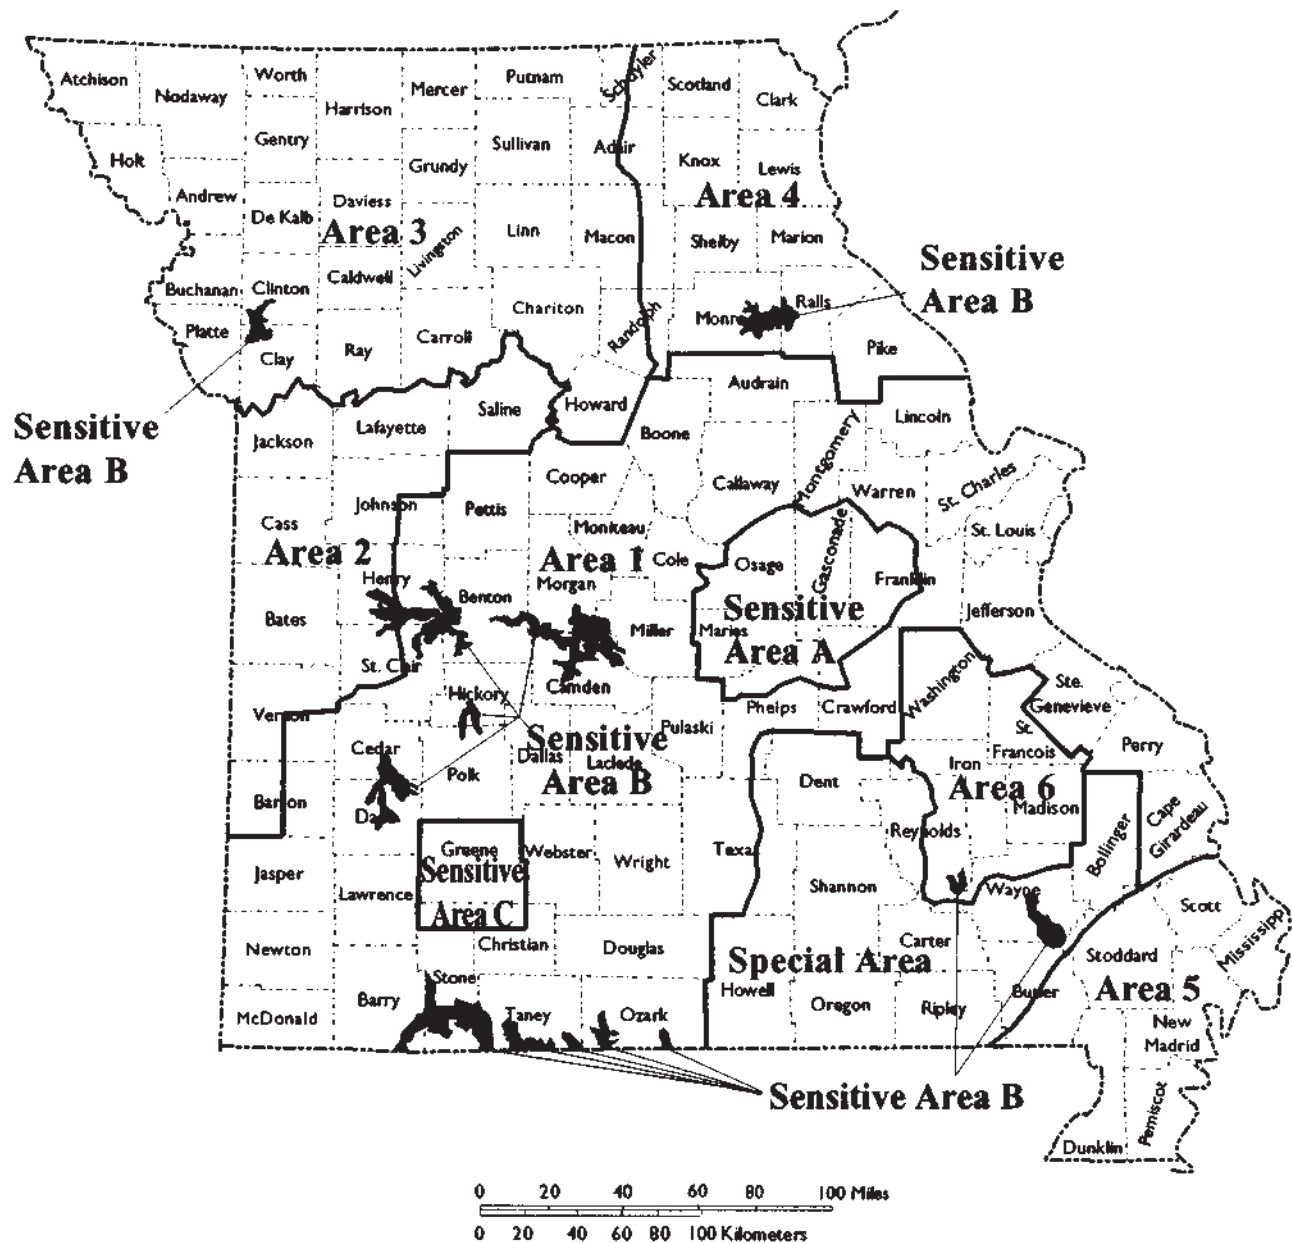 Atchison
Nodaway
Worth
Harrison
Mercer
Putnam
Schuyler
Scotland
Clark
Gentry
Sullivan
Adair
Knox
Lewis
Holt
Grundy
Andrew
De Kalb
Daviess
Area 3
Livingston
Linn
Macon
Area 4
Shelby
Marion
Sensitive
Area B
Buchanan
Clinton
Caldwell
Chariton
Randolph
Ralls
Platte
Clay
Ray
Carroll
Pike
Audrain
Sensitive
Area B
Jackson
Lafayette
Saline
Howard
Boone
Lincoln
Montgomery
Cooper
Callaway
Warren
St. Charles
St. Louis
Cass
Johnson
Pettis
Moniteau
Area 2
Area 1
Cole
Osage
Gasconade
Franklin
Henry
Benton
Morgan
Bates
Miller
Maries
Sensitive
Area A
Jefferson
St. Clair
Hickory
Camden
Washington
Ste.
Genevieve
Vernon
Pulaski
Phelps
Crawford
St.
Francois
Perry
Cedar
Polk
Dallas
Laclede
Sensitive
Area B
Dent
Iron
Area 6
Madison
Barton
Reynolds
Bollinger
Cape
Girardeau
Jasper
Lawrence
Greene
Sensitive
Area C
Webster
Wright
Texa
Shannon
Wayne
Scott
Mississipp
Newton
Christian
Douglas
Special Area
Carter
Stoddard
Area 5
McDonald
Barry
Stone
Taney
Ozark
Howell
Oregon
Ripley
Butler
New
Madrid
Sensitive Area B
Dunklin
Pemiscot
0 20 40 60 80 100 Miles
0 20 40 60 80 100 Kilometers